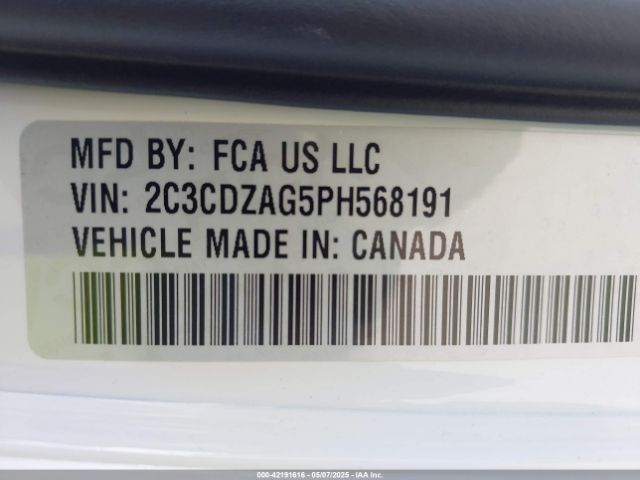 MFD BY: FCA US LLC
VIN: 2C3CDZAG5PH568191
VEHICLE MADE IN: CANADA
000-42191616 - 05/07/2025 - IAA, Inc.